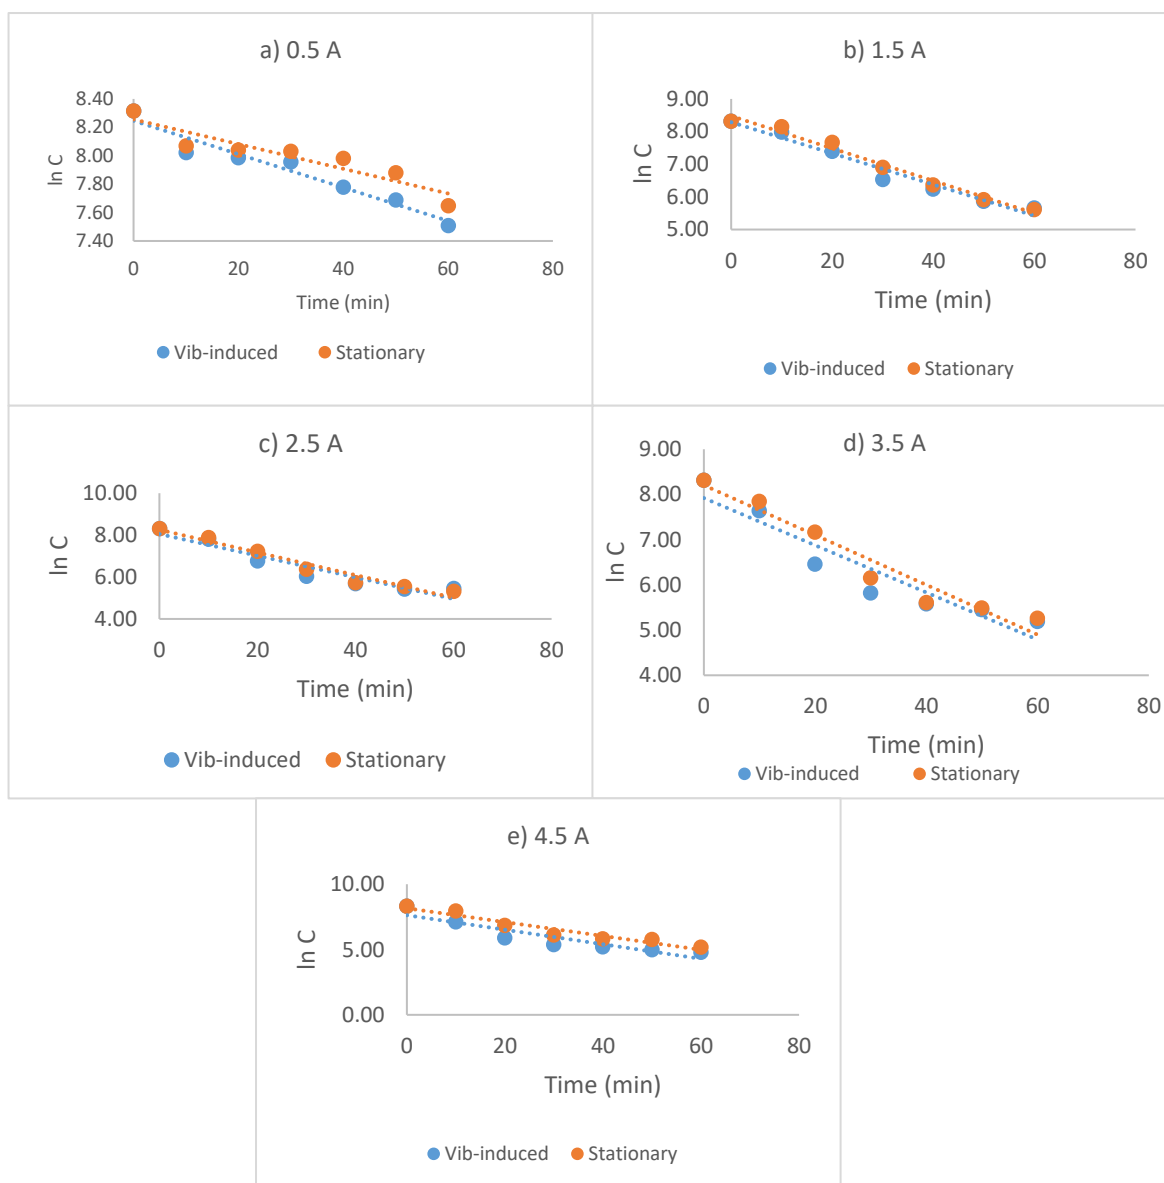 a) 0.5 A
8.40
8.20
8.00
7.80
7.60
7.40
ln C
0 20 40 60 80
Time (min)
Vib-induced Stationary
b) 1.5 A
9.00
8.00
7.00
6.00
5.00
ln C
0 20 40 60 80
Time (min)
Vib-induced Stationary
c) 2.5 A
10.00
8.00
6.00
4.00
ln C
0 20 40 60 80
Time (min)
Vib-induced Stationary
d) 3.5 A
9.00
8.00
7.00
6.00
5.00
4.00
ln C
0 20 40 60 80
Time (min)
Vib-induced Stationary
e) 4.5 A
10.00
5.00
0.00
ln C
0 20 40 60 80
Time (min)
Vib-induced Stationary